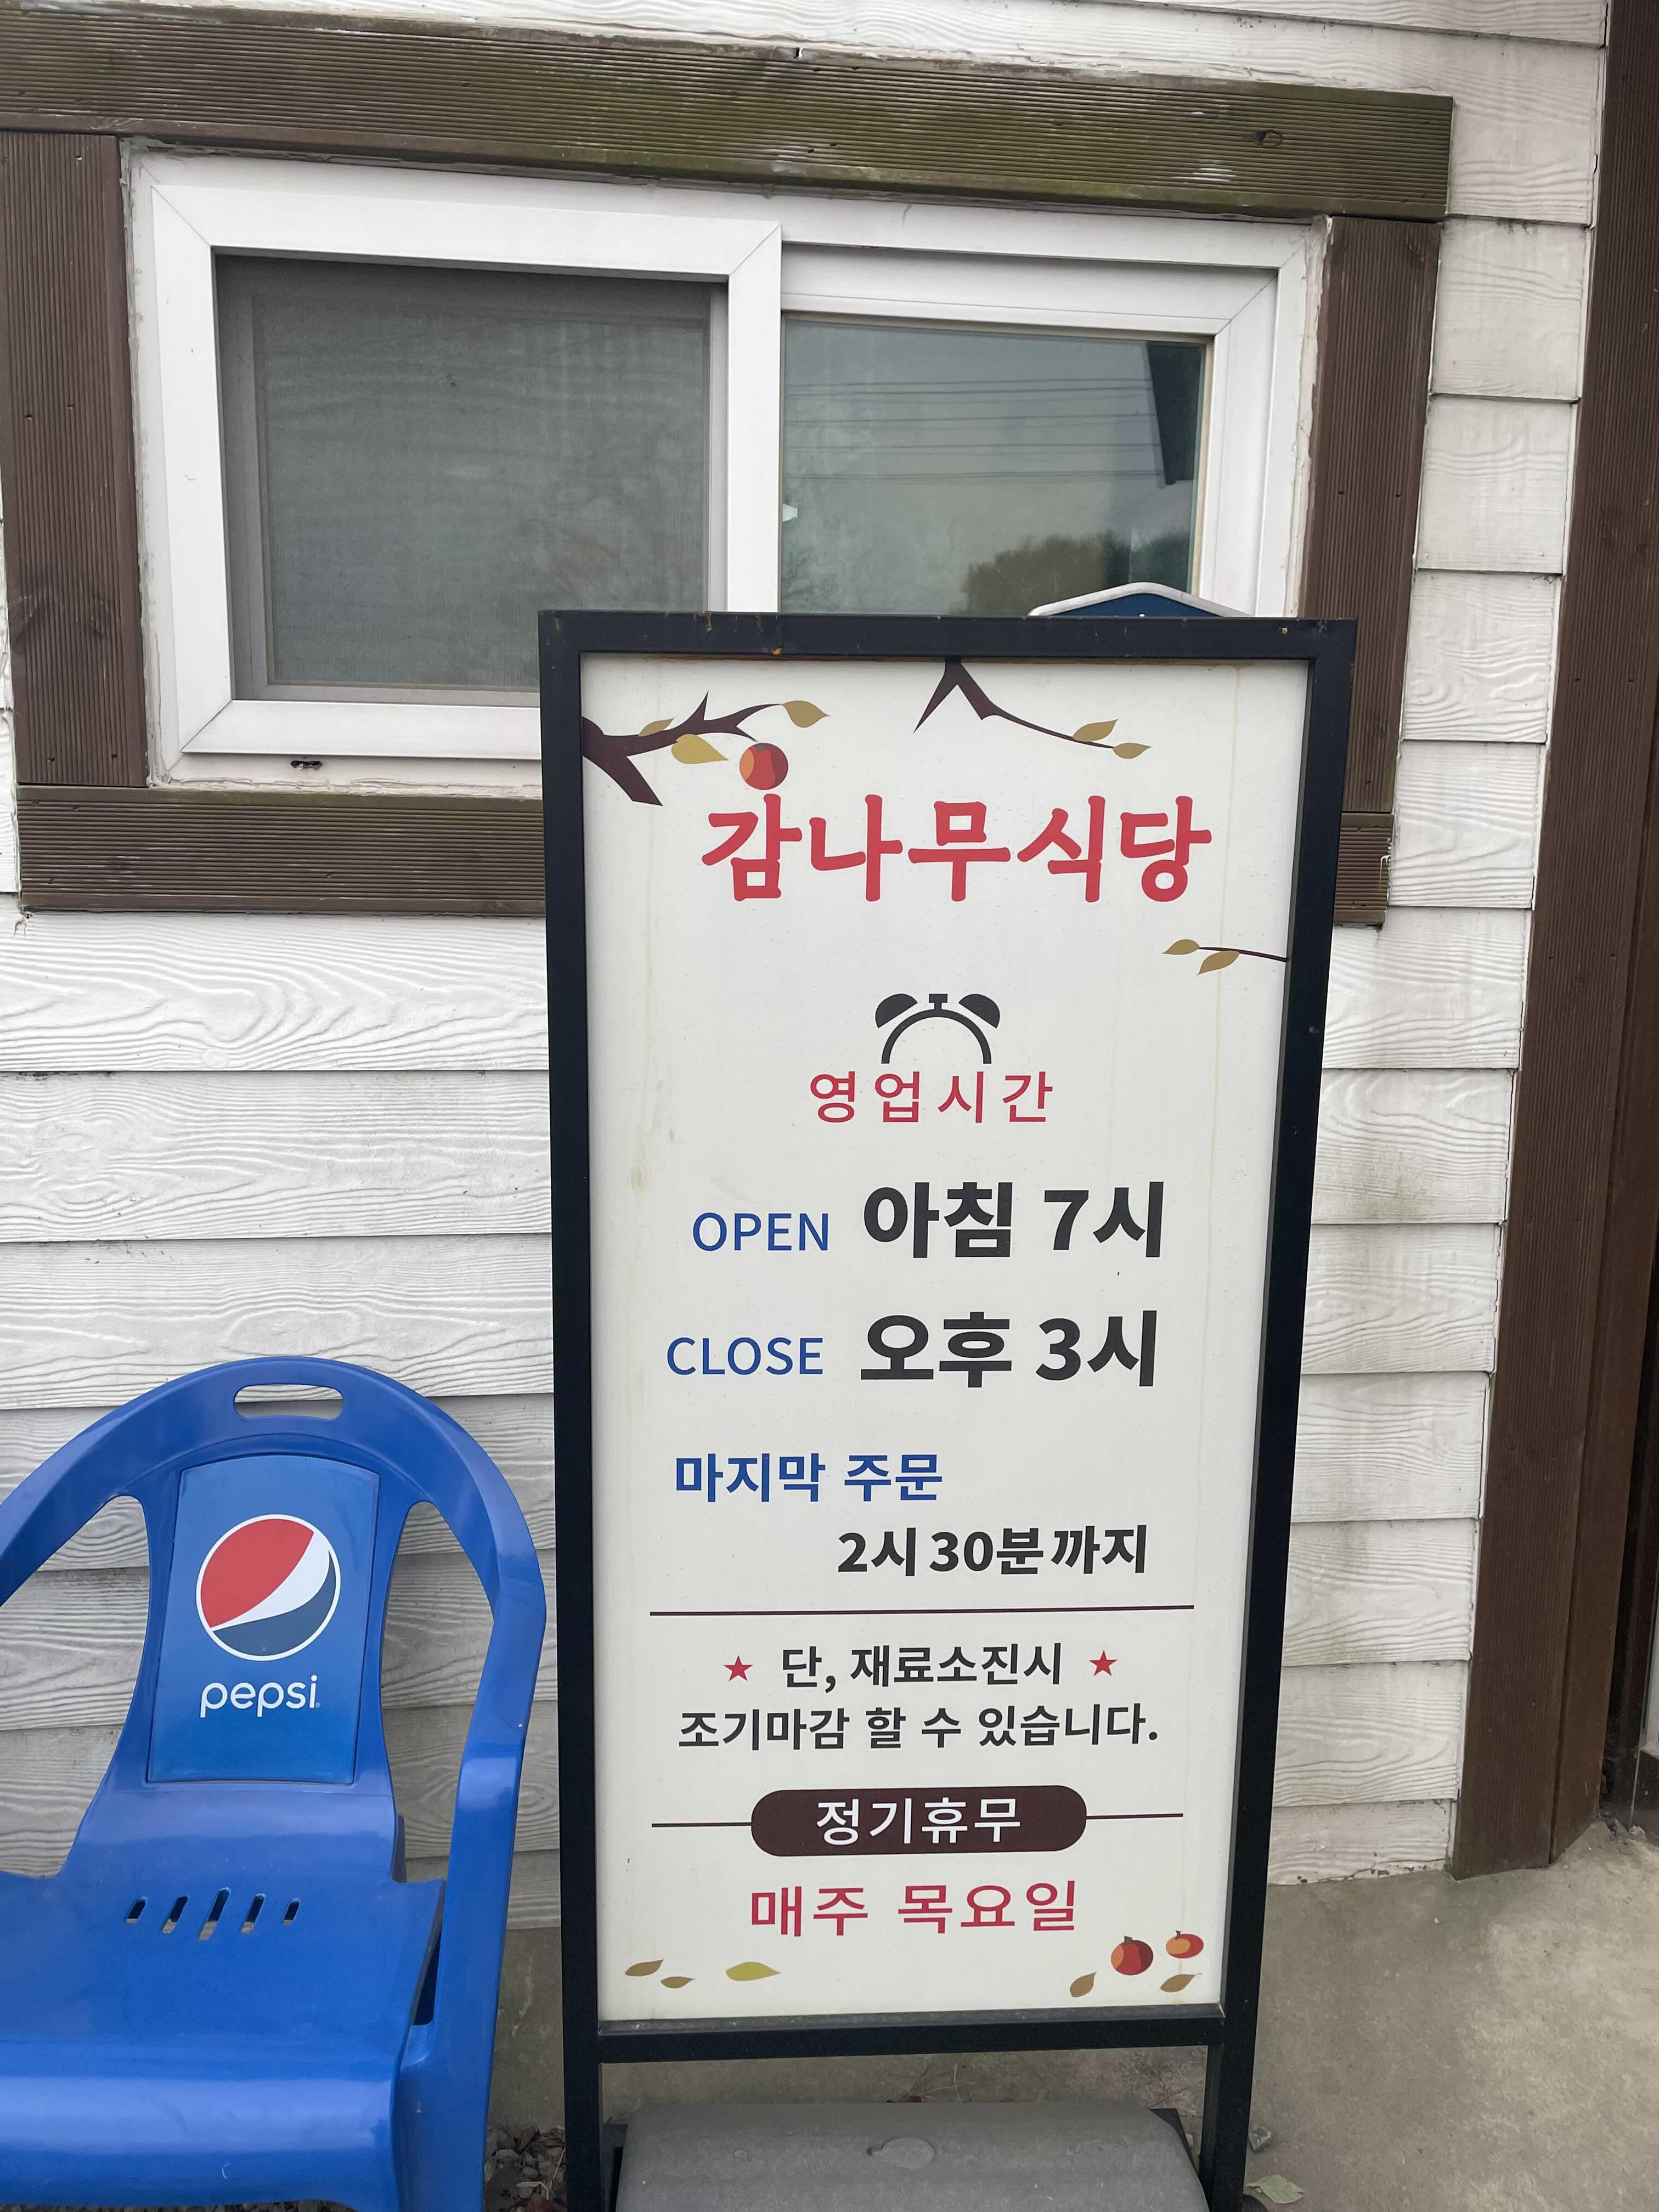 감나무식당
영업시간
OPEN 아침 7시
CLOSE 오후 3시
마지막 주문
2시 30분까지
★ 단, 재료소진시 ★
조기마감 할 수 있습니다.
정기휴무
매주 목요일
pepsi